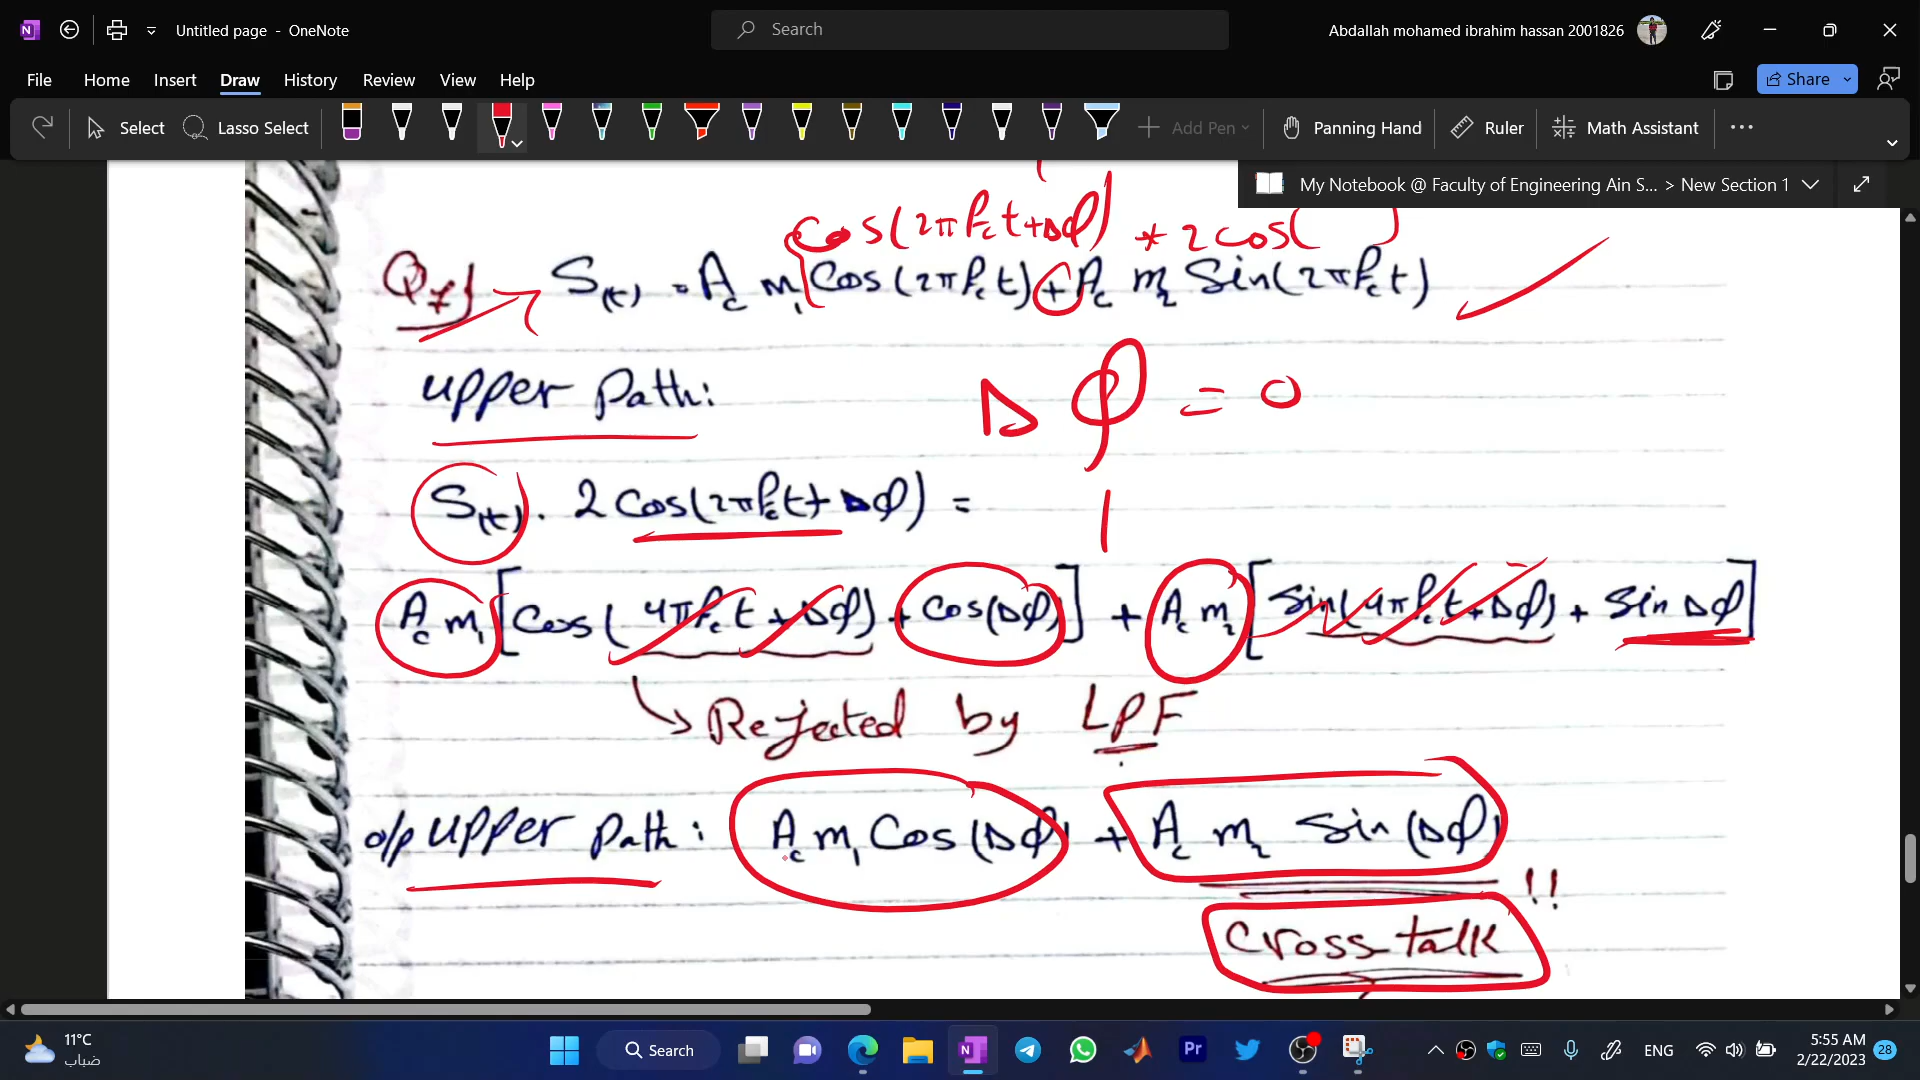 Untitled page - OneNote
Search
Abdallah mohamed ibrahim hassan 2001826
File Home Insert Draw History Review View Help
Share
Select Lasso Select Add Pen Panning Hand Ruler Math Assistant
My Notebook @ Faculty of Engineering Ain S... > New Section 1
Cos(2πfct+Δφ) * 2cos( )
Q7) → S(t) = Ac m1 Cos(2πfct) + Ac m2 Sin(2πfct)
upper path:
Δφ = 0
S(t) . 2 Cos(2πfct + Δφ) =
Ac m1 [Cos(4πfct + Δφ) + Cos(Δφ)] + Ac m2 [Sin(4πfct + Δφ) + Sin Δφ]
↳ Rejected by LPF
o/p upper path: Ac m1 Cos(Δφ) + Ac m2 Sin(Δφ)
!!
Cross talk
11°C
ضباب
Search
Pr
ENG
5:55 AM
2/22/2023
28